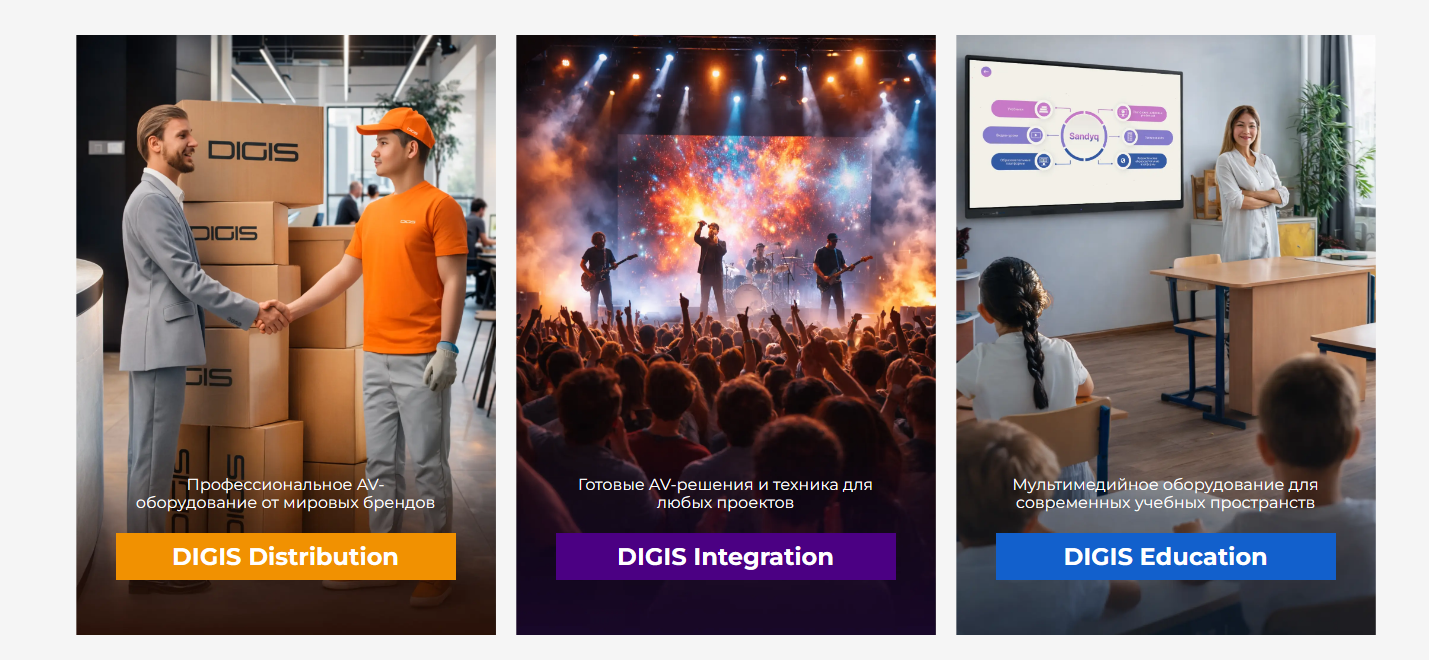 DIGIS
DIGIS
GIS
DIGIS
Sandyq
Профессиональное AV-
оборудование от мировых брендов
DIGIS Distribution
Готовые AV-решения и техника для
любых проектов
DIGIS Integration
Мультимедийное оборудование для
современных учебных пространств
DIGIS Education